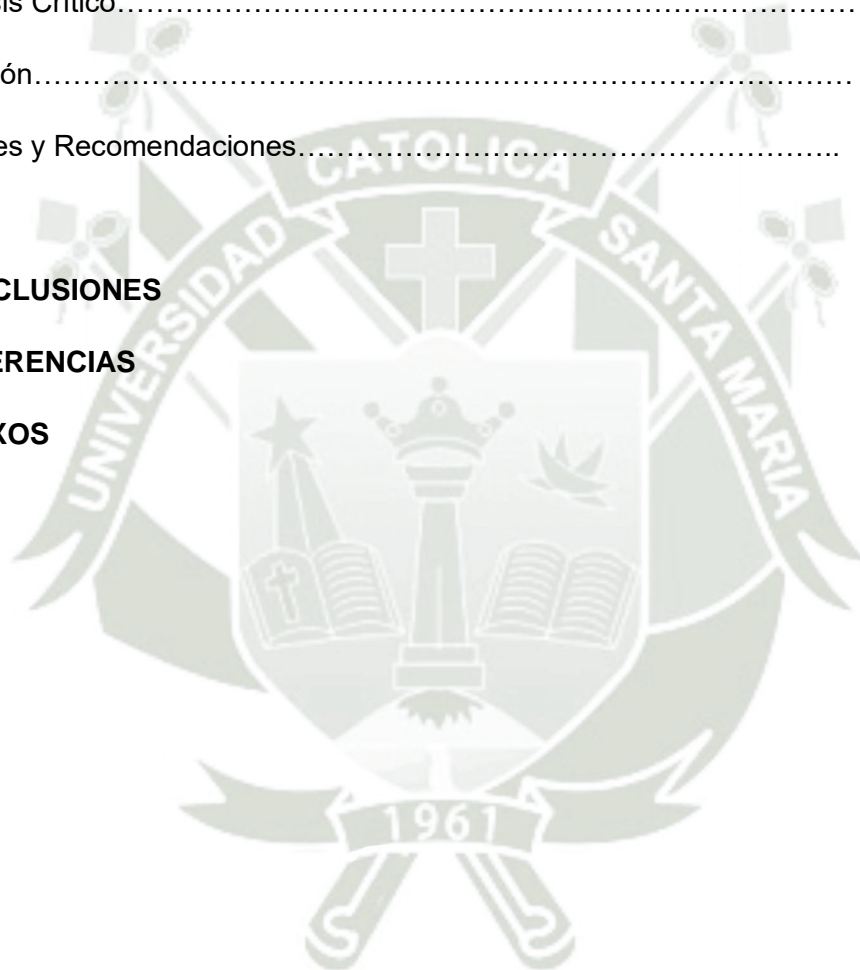 is Crítico………………………………………………………………………
ón………………………………………………………………………………
es y Recomendaciones…………………………………………………..
CLUSIONES
ERENCIAS
XOS
UNIVERSIDAD CATOLICA SANTA MARIA
1961